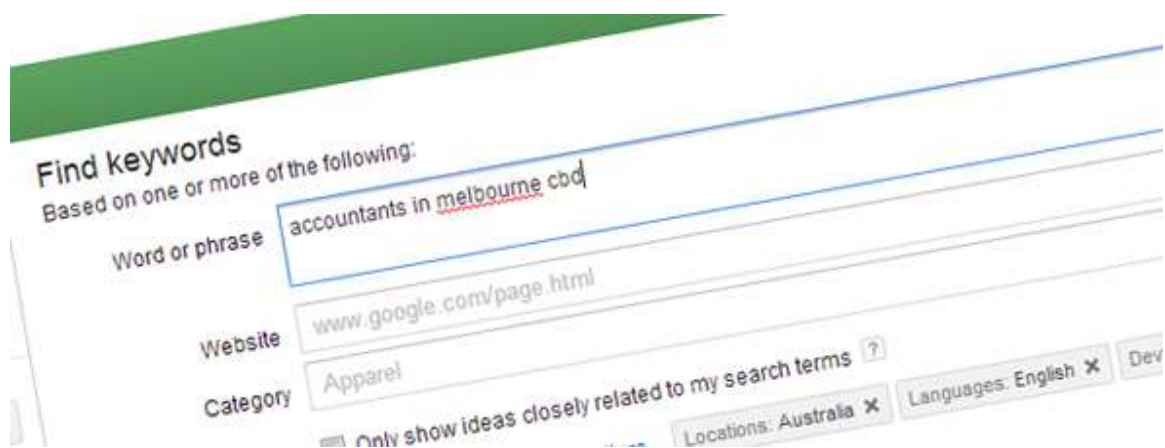 Find keywords
Based on one or more of the following:
Word or phrase accountants in melbourne cbd
Website www.google.com/page.html
Category Apparel
Only show ideas closely related to my search terms ?
Locations: Australia × Languages: English ×